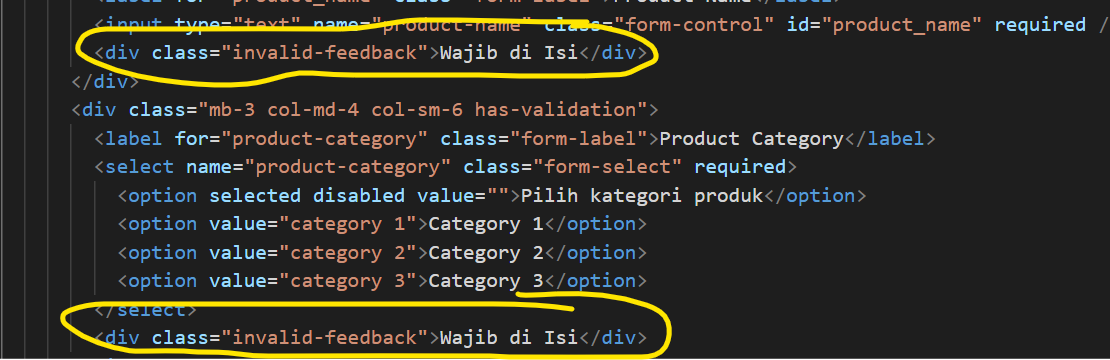 <label for="product_name" class="form-label">Product Name</label>
<input type="text" name="product-name" class="form-control" id="product_name" required /
<div class="invalid-feedback">Wajib di Isi</div>
</div>
<div class="mb-3 col-md-4 col-sm-6 has-validation">
<label for="product-category" class="form-label">Product Category</label>
<select name="product-category" class="form-select" required>
<option selected disabled value="">Pilih kategori produk</option>
<option value="category 1">Category 1</option>
<option value="category 2">Category 2</option>
<option value="category 3">Category 3</option>
</select>
<div class="invalid-feedback">Wajib di Isi</div>